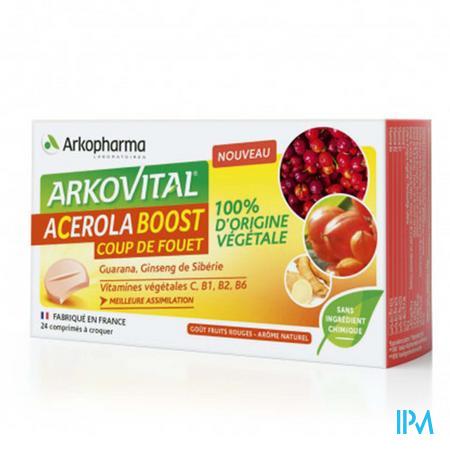 Arkopharma
LABORATOIRES
NOUVEAU
ARKOVITAL®
ACEROLA BOOST
COUP DE FOUET
100%
D'ORIGINE
VÉGÉTALE
Guarana, Ginseng de Sibérie
Vitamines végétales C, B1, B2, B6
MEILLEURE ASSIMILATION
SANS
INGRÉDIENT
CHIMIQUE
FABRIQUÉ EN FRANCE
24 comprimés à croquer
GOÛT FRUITS ROUGES - ARÔME NATUREL
IPM